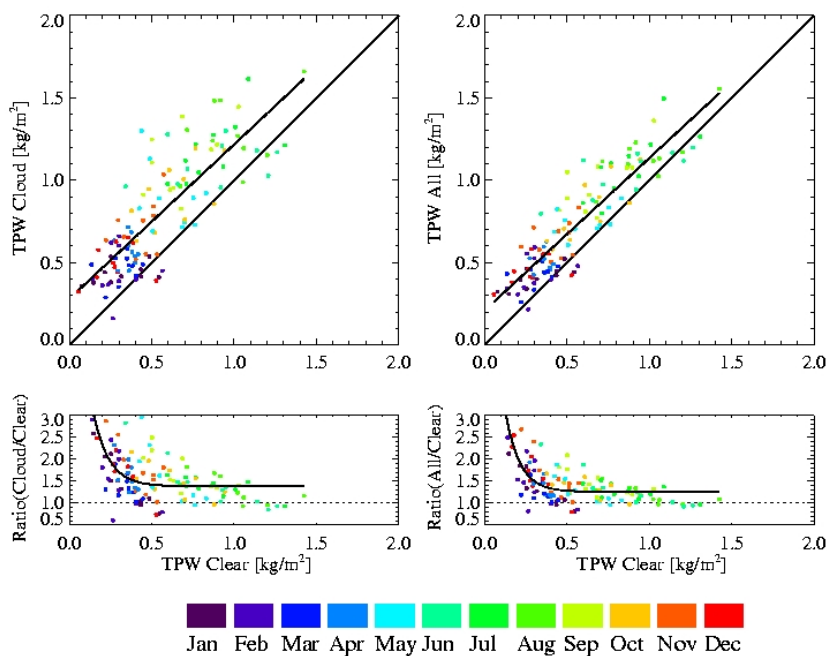 2.0 2.0
1.5 1.5
1.0 1.0
0.5 0.5
0.0 0.0
TPW Cloud [kg/m²] TPW All [kg/m²]
0.0 0.5 1.0 1.5 2.0 0.0 0.5 1.0 1.5 2.0
3.0 3.0
2.5 2.5
2.0 2.0
1.5 1.5
1.0 1.0
0.5 0.5
Ratio(Cloud/Clear) Ratio(All/Clear)
0.0 0.5 1.0 1.5 2.0 0.0 0.5 1.0 1.5 2.0
TPW Clear [kg/m²] TPW Clear [kg/m²]
Jan Feb Mar Apr May Jun Jul Aug Sep Oct Nov Dec